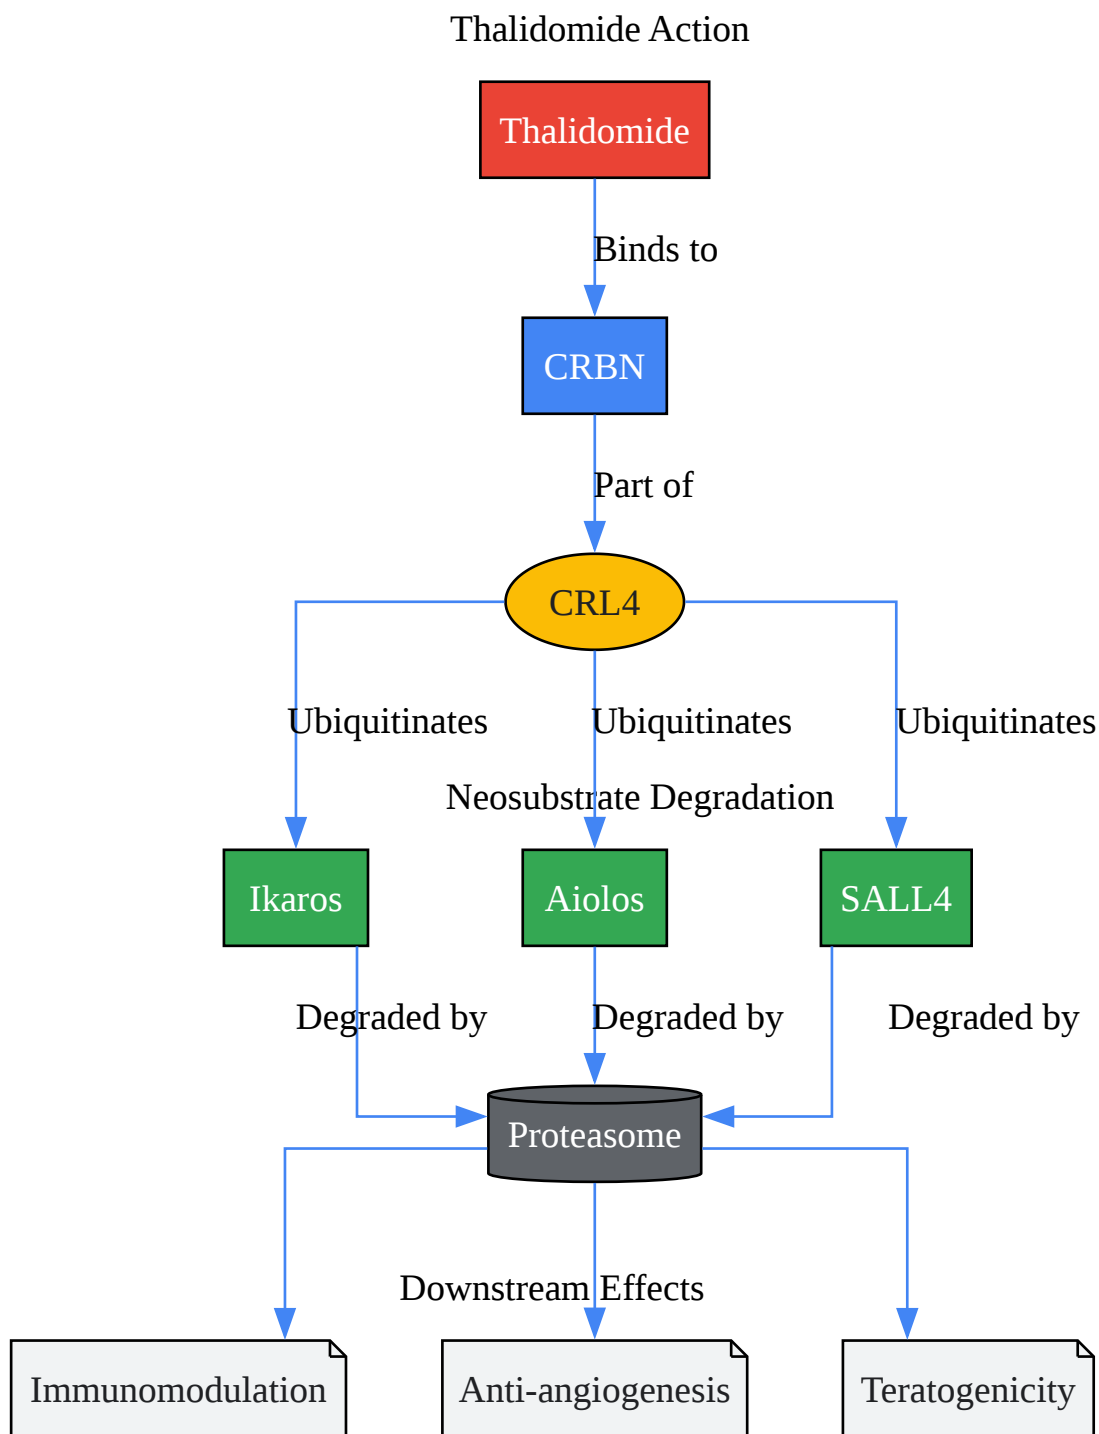 Thalidomide Action
Thalidomide
Binds to
CRBN
Part of
CRL4
Ubiquitinates
Ubiquitinates
Ubiquitinates
Neosubstrate Degradation
Ikaros
Aiolos
SALL4
Degraded by
Degraded by
Degraded by
Proteasome
Downstream Effects
Immunomodulation
Anti-angiogenesis
Teratogenicity